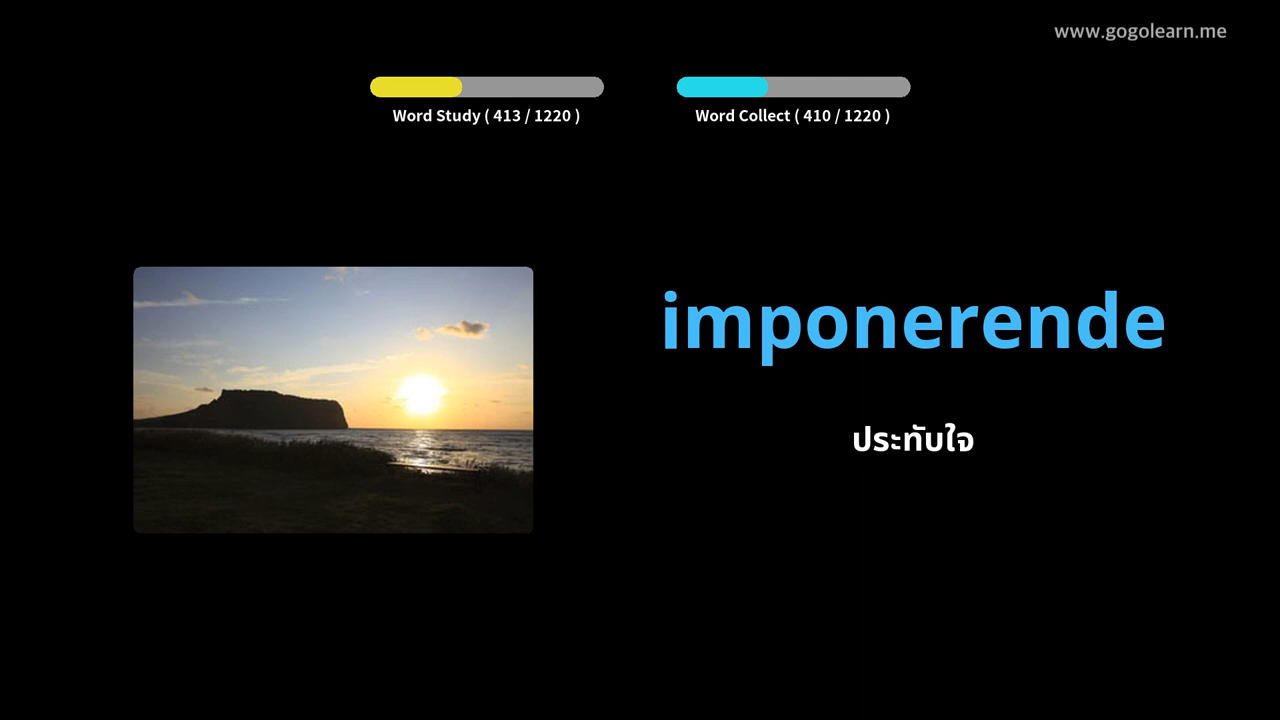 www.gogolearn.me
Word Study ( 413 / 1220 )
Word Collect ( 410 / 1220 )
imponerende
ประทับใจ